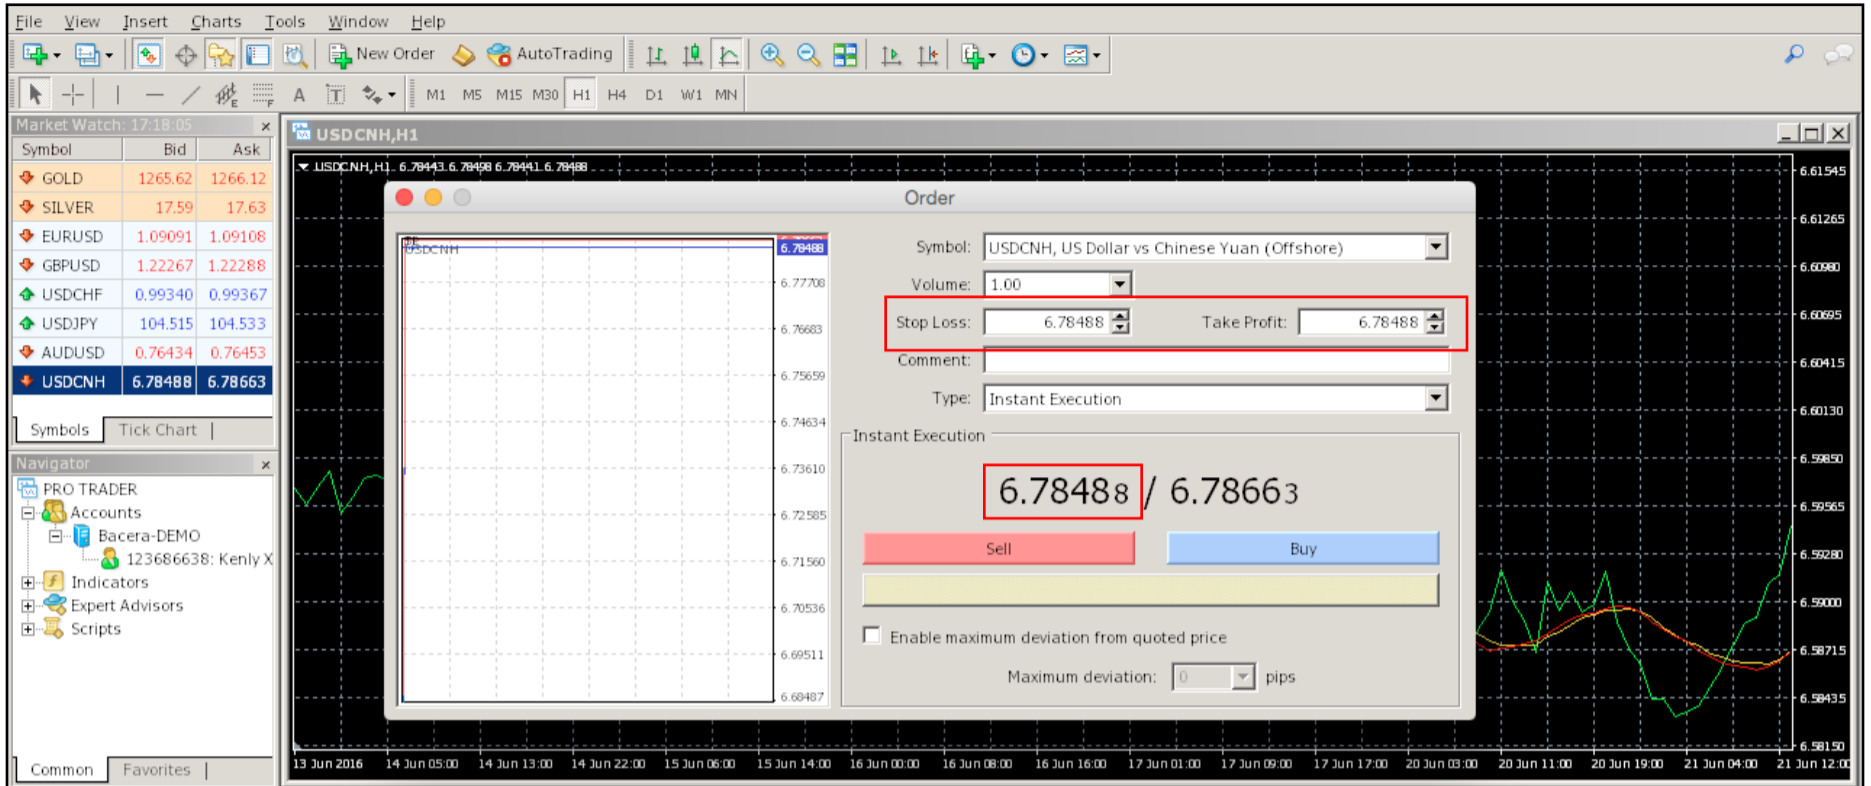 File View Insert Charts Tools Window Help
New Order AutoTrading
A T E F M1 M5 M15 M30 H1 H4 D1 W1 MN
Market Watch: 17:18:05
Symbol Bid Ask
GOLD 1265.62 1266.12
SILVER 17.59 17.63
EURUSD 1.09091 1.09108
GBPUSD 1.22267 1.22288
USDCHF 0.99340 0.99367
USDJPY 104.515 104.533
AUDUSD 0.76434 0.76453
USDCNH 6.78488 6.78663
Symbols Tick Chart
Navigator
PRO TRADER
Accounts
Bacera-DEMO
123686638: Kenly X
Indicators
Expert Advisors
Scripts
Common Favorites
USDCNH,H1
USDCNH,H1 6.78443 6.78498 6.78441 6.78488
Order
USDCNH
6.78488
6.77708
6.76683
6.75659
6.74634
6.73610
6.72585
6.71560
6.70536
6.69511
6.68487
Symbol: USDCNH, US Dollar vs Chinese Yuan (Offshore)
Volume: 1.00
Stop Loss: 6.78488 Take Profit: 6.78488
Comment:
Type: Instant Execution
Instant Execution
6.78488 / 6.78663
Sell Buy
Enable maximum deviation from quoted price
Maximum deviation: 0 pips
6.61545
6.61265
6.60980
6.60695
6.60415
6.60130
6.59850
6.59565
6.59280
6.59000
6.58715
6.58435
6.58150
13 Jun 2016 14 Jun 05:00 14 Jun 13:00 14 Jun 22:00 15 Jun 06:00 15 Jun 14:00 16 Jun 00:00 16 Jun 08:00 16 Jun 16:00 17 Jun 01:00 17 Jun 09:00 17 Jun 17:00 20 Jun 03:00 20 Jun 11:00 20 Jun 19:00 21 Jun 04:00 21 Jun 12:00